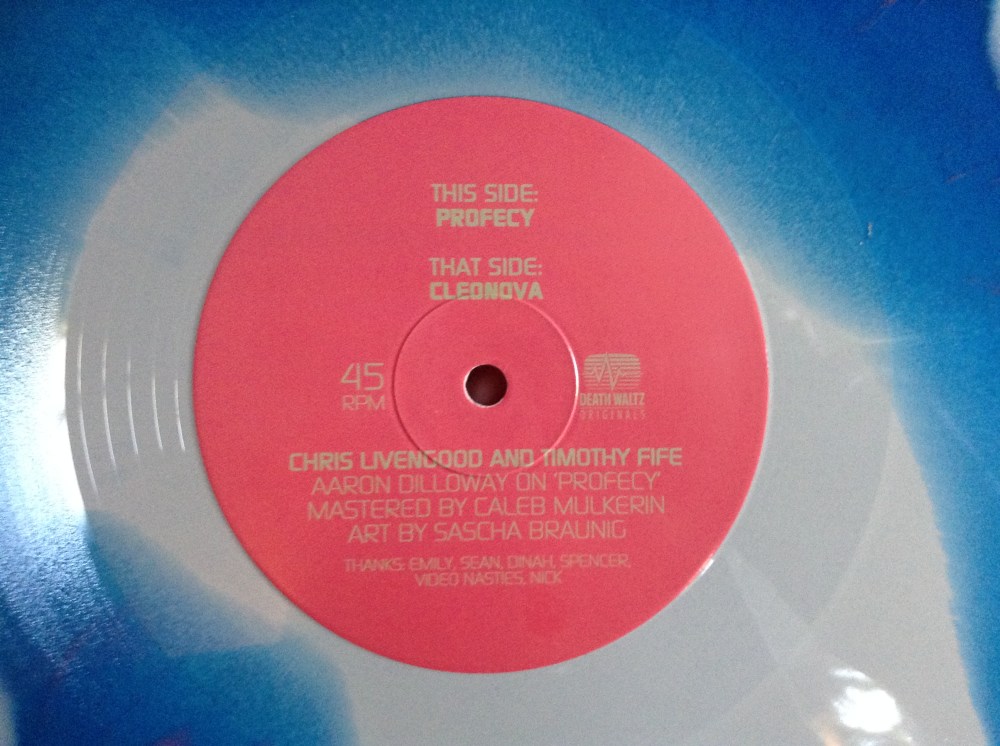 THIS SIDE:
PROFECY
THAT SIDE:
CLEONOVA
45
RPM
DEATH WALTZ
ORIGINALS
CHRIS LIVENGOOD AND TIMOTHY FIFE
AARON DILLOWAY ON 'PROFECY'
MASTERED BY CALEB MULKERIN
ART BY SASCHA BRAUNIG
THANKS: EMILY, SEAN, DINAH, SPENCER,
VIDEO NASTIES, NICK